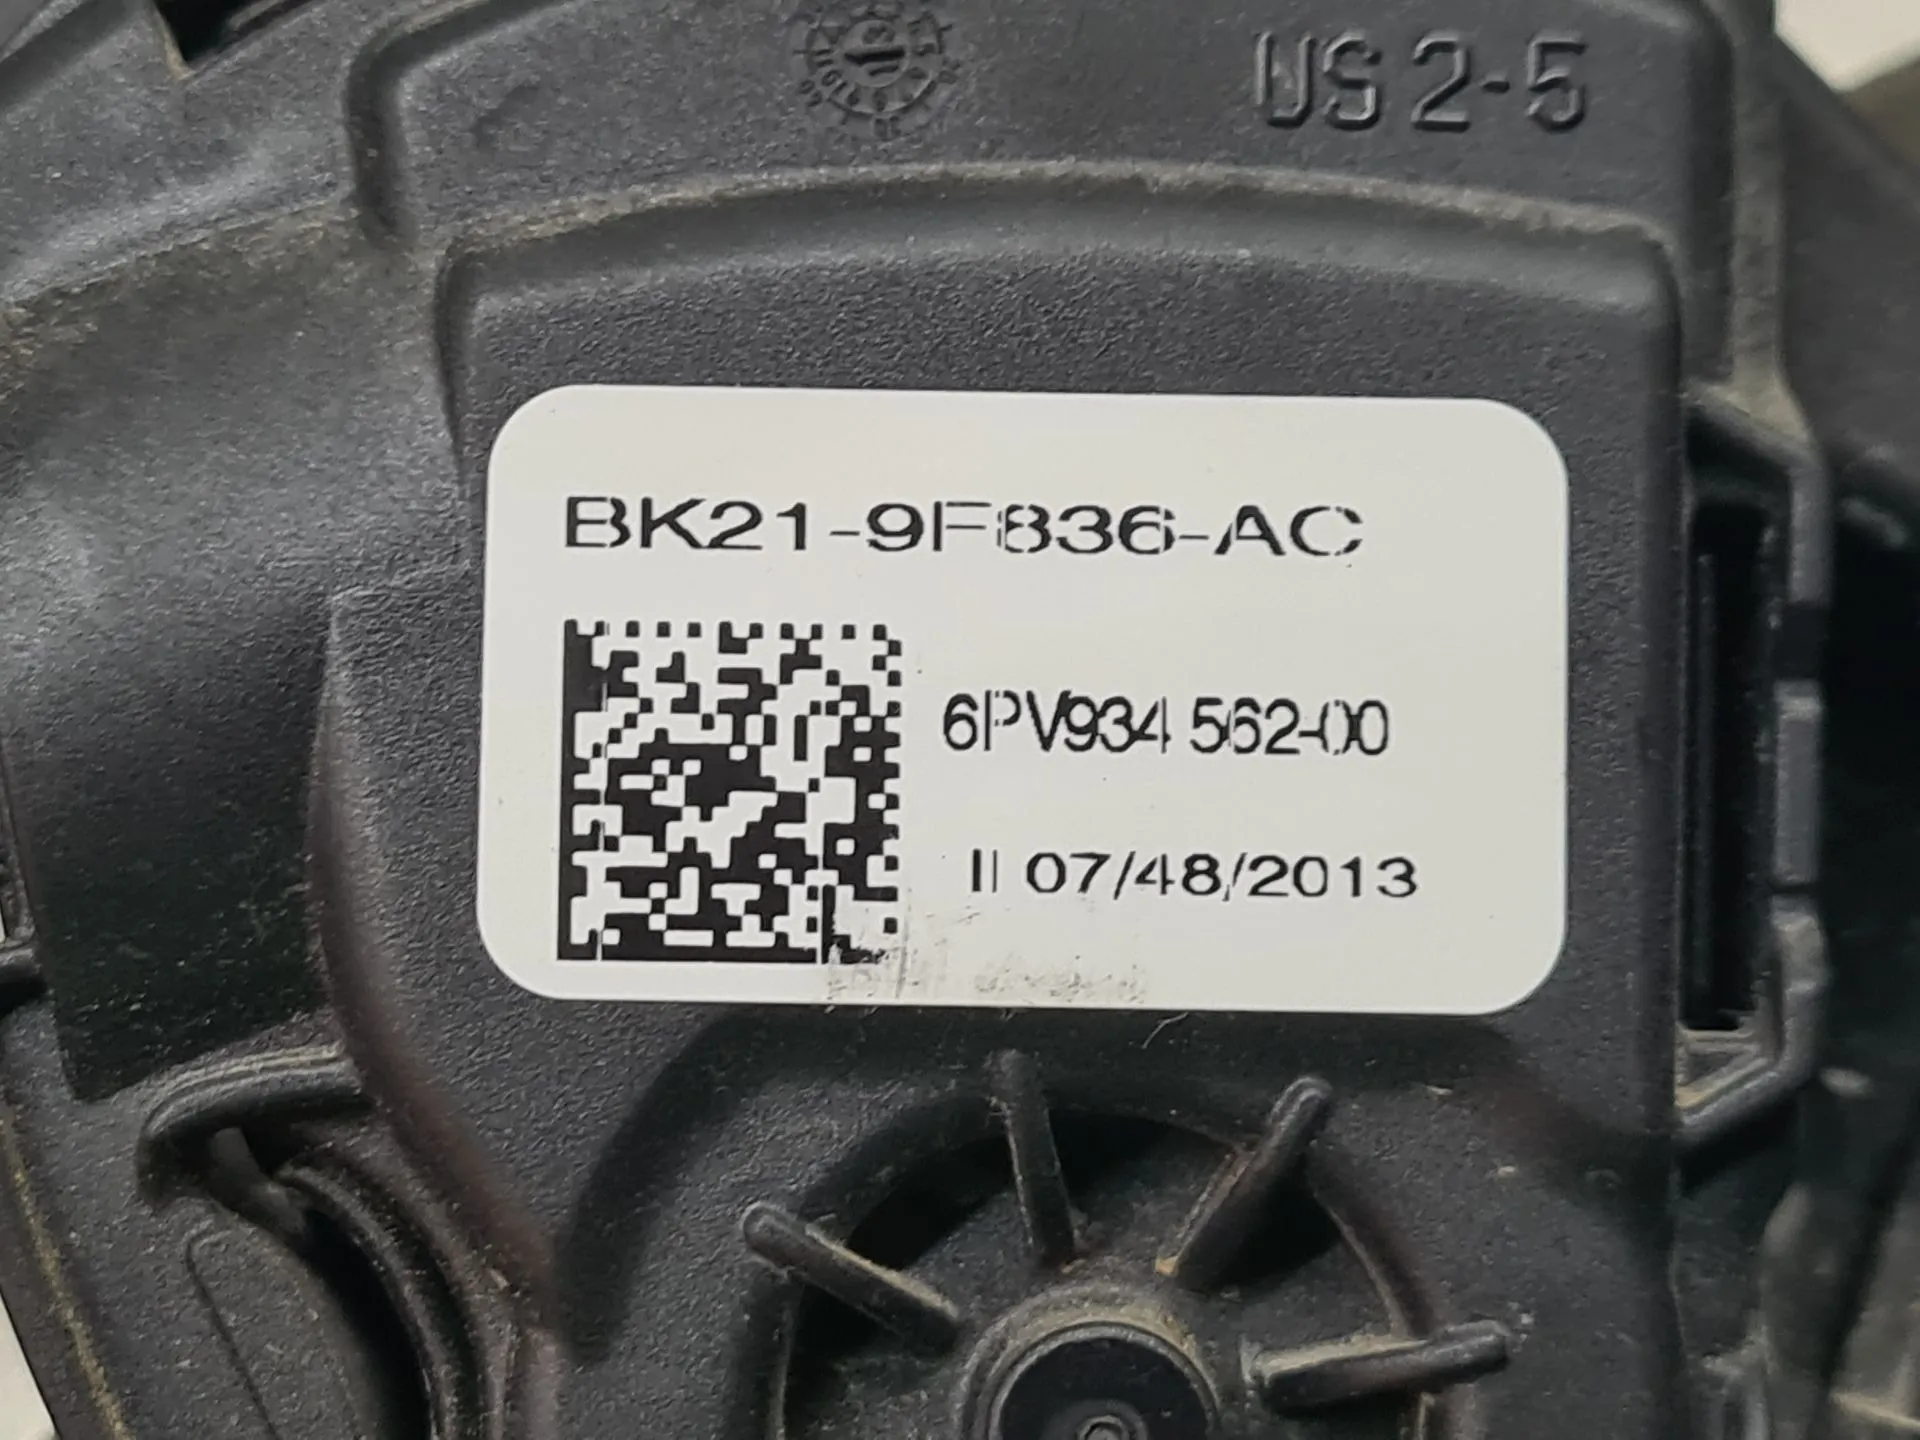 US 2-5
BK21-9F836-AC
6PV934 562-00
II 07/48/2013